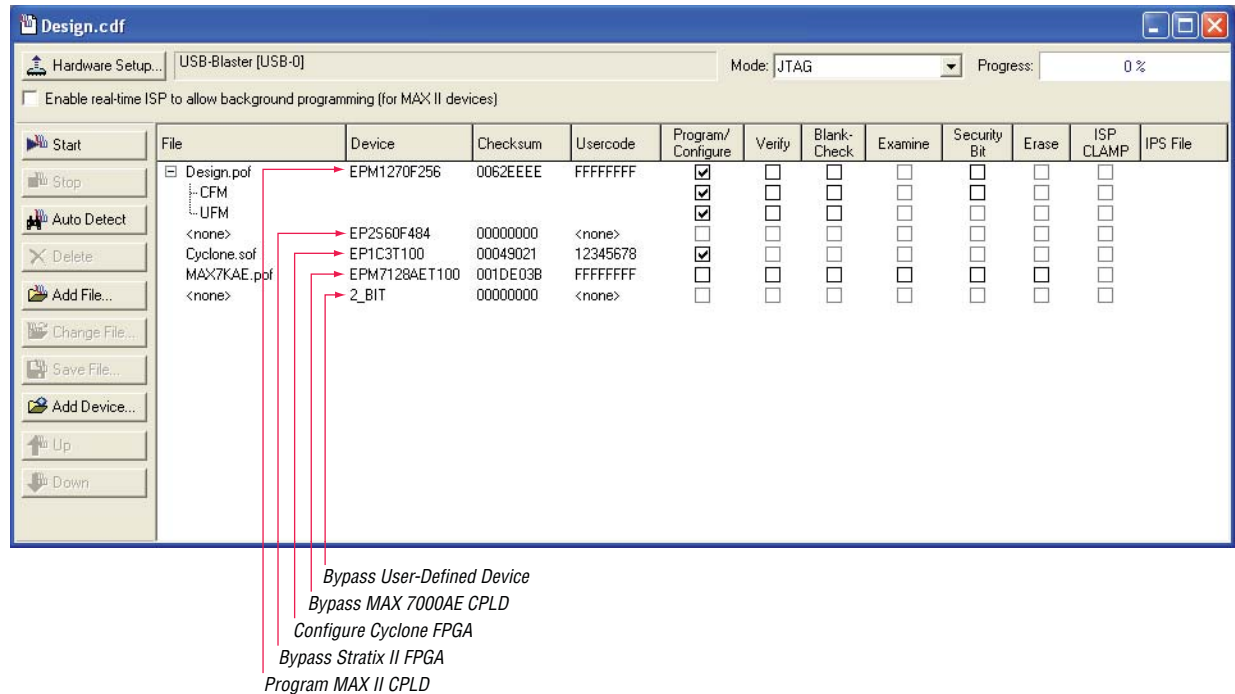 Design.cdf
Hardware Setup... USB-Blaster [USB-0] Mode: JTAG Progress: 0 %
Enable real-time ISP to allow background programming (for MAX II devices)
Start
Stop
Auto Detect
Delete
Add File...
Change File...
Save File...
Add Device...
Up
Down
File Device Checksum Usercode Program/ Configure Verify Blank- Check Examine Security Bit Erase ISP CLAMP IPS File
Design.pof EPM1270F256 0062EEEE FFFFFFFF
CFM
UFM
<none> EP2S60F484 00000000 <none>
Cyclone.sof EP1C3T100 00049021 12345678
MAX7KAE.pof EPM7128AET100 001DE03B FFFFFFFF
<none> 2_BIT 00000000 <none>
Bypass User-Defined Device
Bypass MAX 7000AE CPLD
Configure Cyclone FPGA
Bypass Stratix II FPGA
Program MAX II CPLD